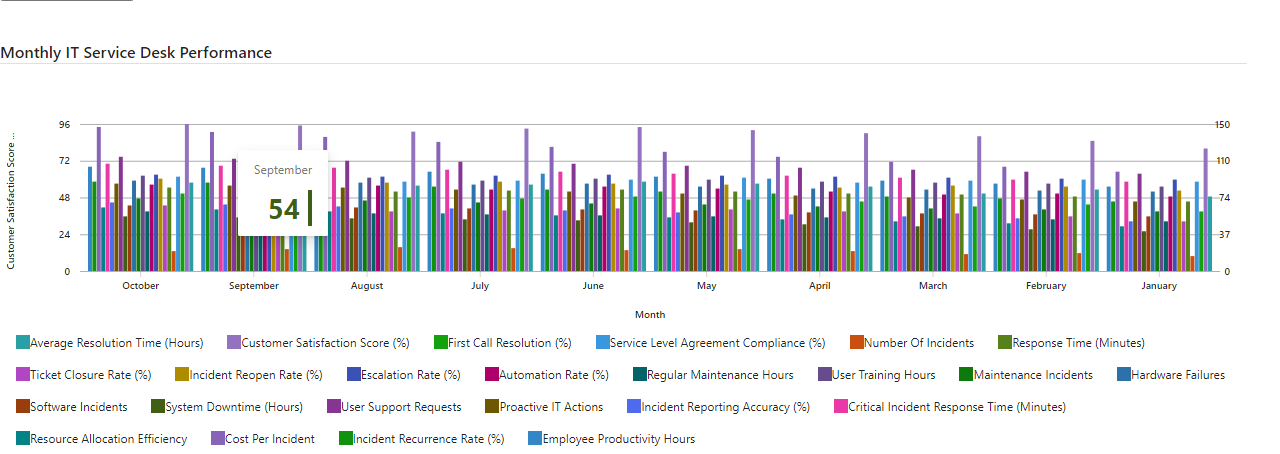 Monthly IT Service Desk Performance
Customer Satisfaction Score ...
96
72
48
24
0
150
110
74
37
0
September
54
October September August July June May April March February January
Month
Average Resolution Time (Hours) Customer Satisfaction Score (%) First Call Resolution (%) Service Level Agreement Compliance (%) Number Of Incidents Response Time (Minutes)
Ticket Closure Rate (%) Incident Reopen Rate (%) Escalation Rate (%) Automation Rate (%) Regular Maintenance Hours User Training Hours Maintenance Incidents Hardware Failures
Software Incidents System Downtime (Hours) User Support Requests Proactive IT Actions Incident Reporting Accuracy (%) Critical Incident Response Time (Minutes)
Resource Allocation Efficiency Cost Per Incident Incident Recurrence Rate (%) Employee Productivity Hours